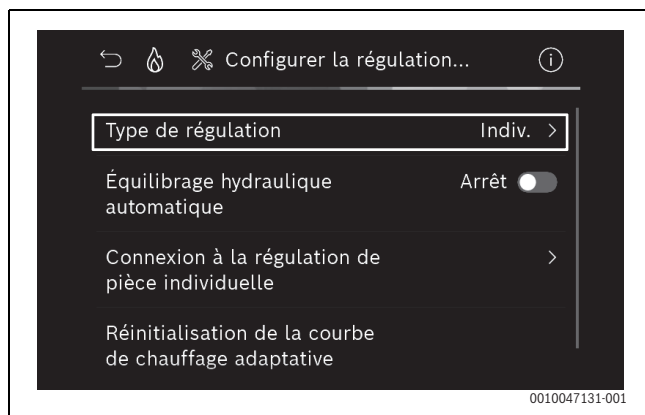 Configurer la régulation...
Type de régulation Indiv.
Équilibrage hydraulique Arrêt
automatique
Connexion à la régulation de
pièce individuelle
Réinitialisation de la courbe
de chauffage adaptative
0010047131-001